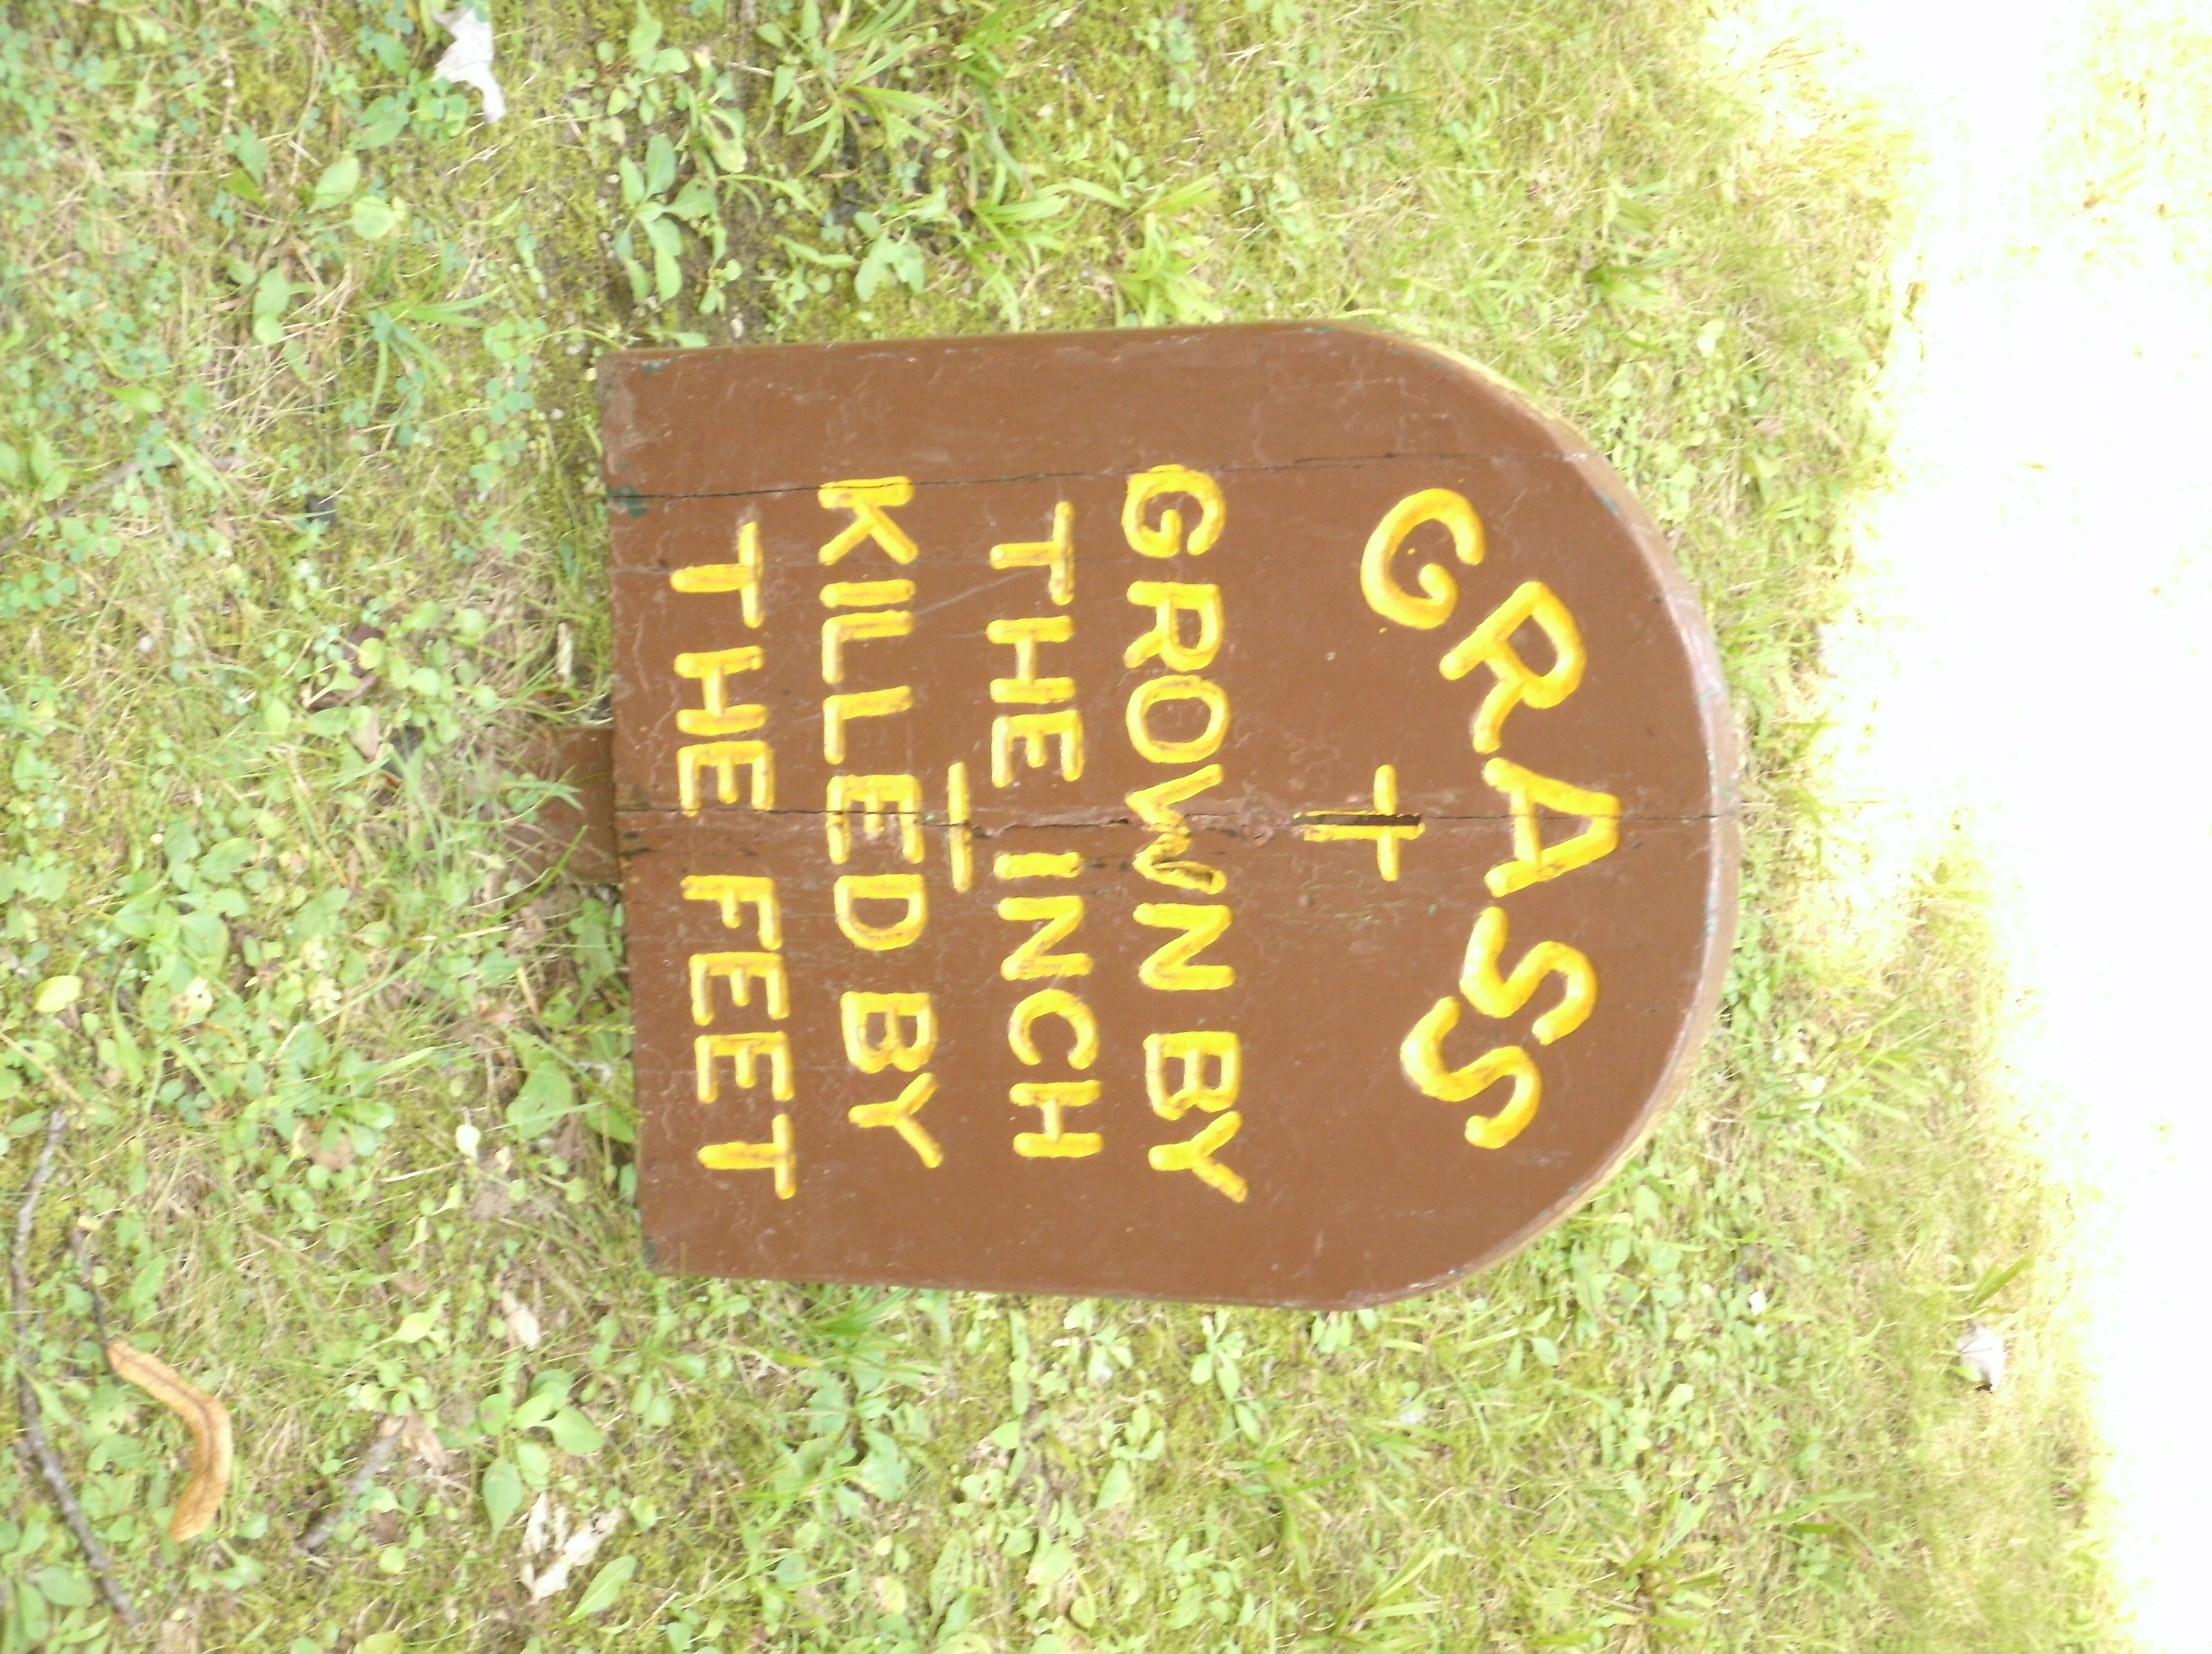 GRASS
+
GROWN BY
THE INCH
—
KILLED BY
THE FEET